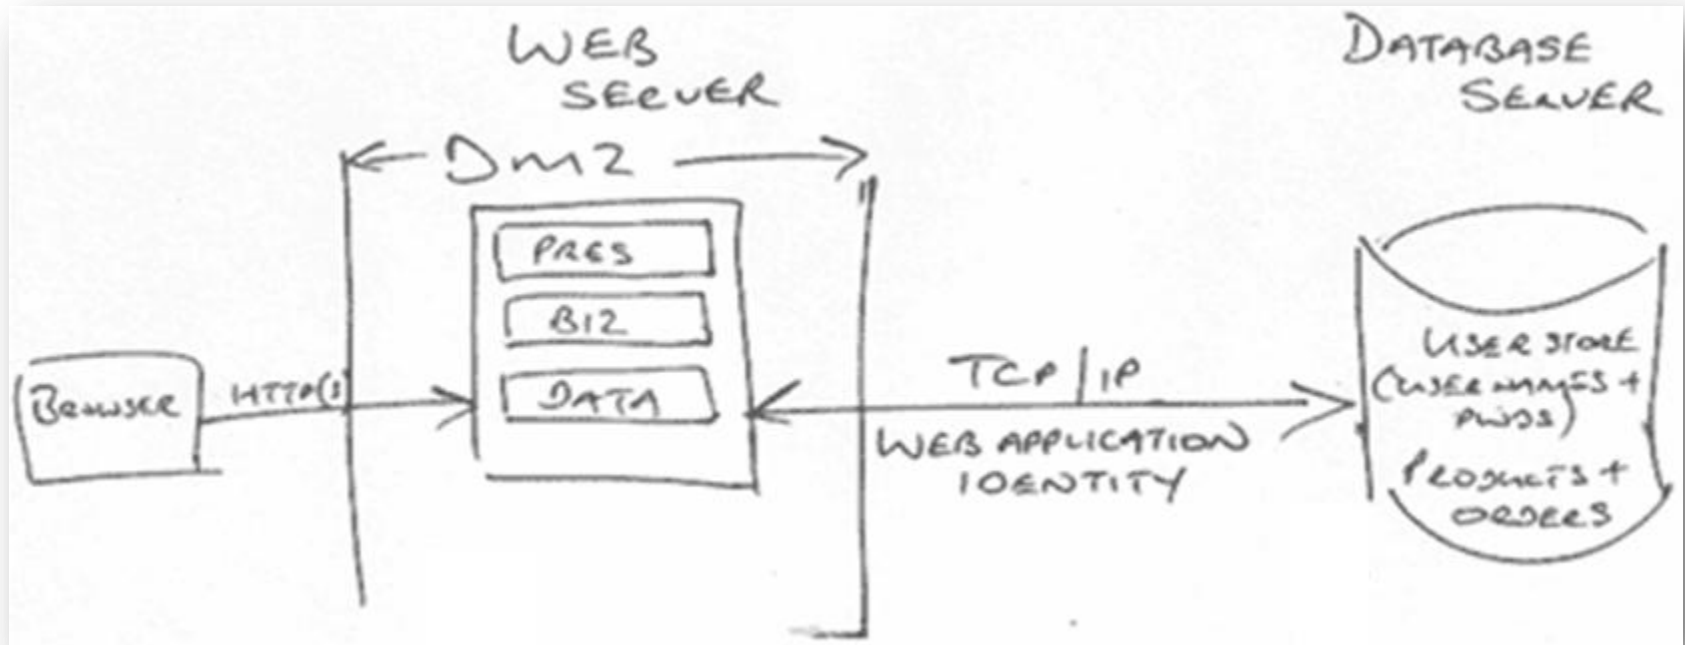 WEB
SERVER
DATABASE
SERVER
DMZ
PRES
BIZ
DATA
BROWSER
HTTP(S)
TCP/IP
WEB APPLICATION
IDENTITY
USER STORE
(USER NAMES +
PWDS)
PRODUCTS +
ORDERS